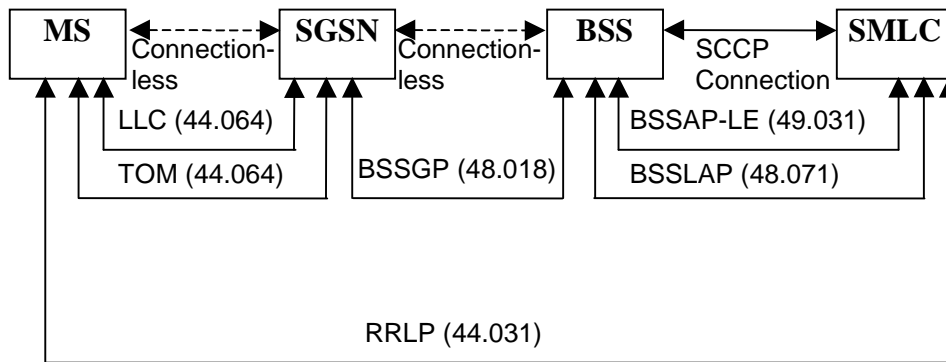 MS
SGSN
BSS
SMLC
Connection-
less
Connection-
less
SCCP
Connection
LLC (44.064)
BSSAP-LE (49.031)
TOM (44.064)
BSSGP (48.018)
BSSLAP (48.071)
RRLP (44.031)